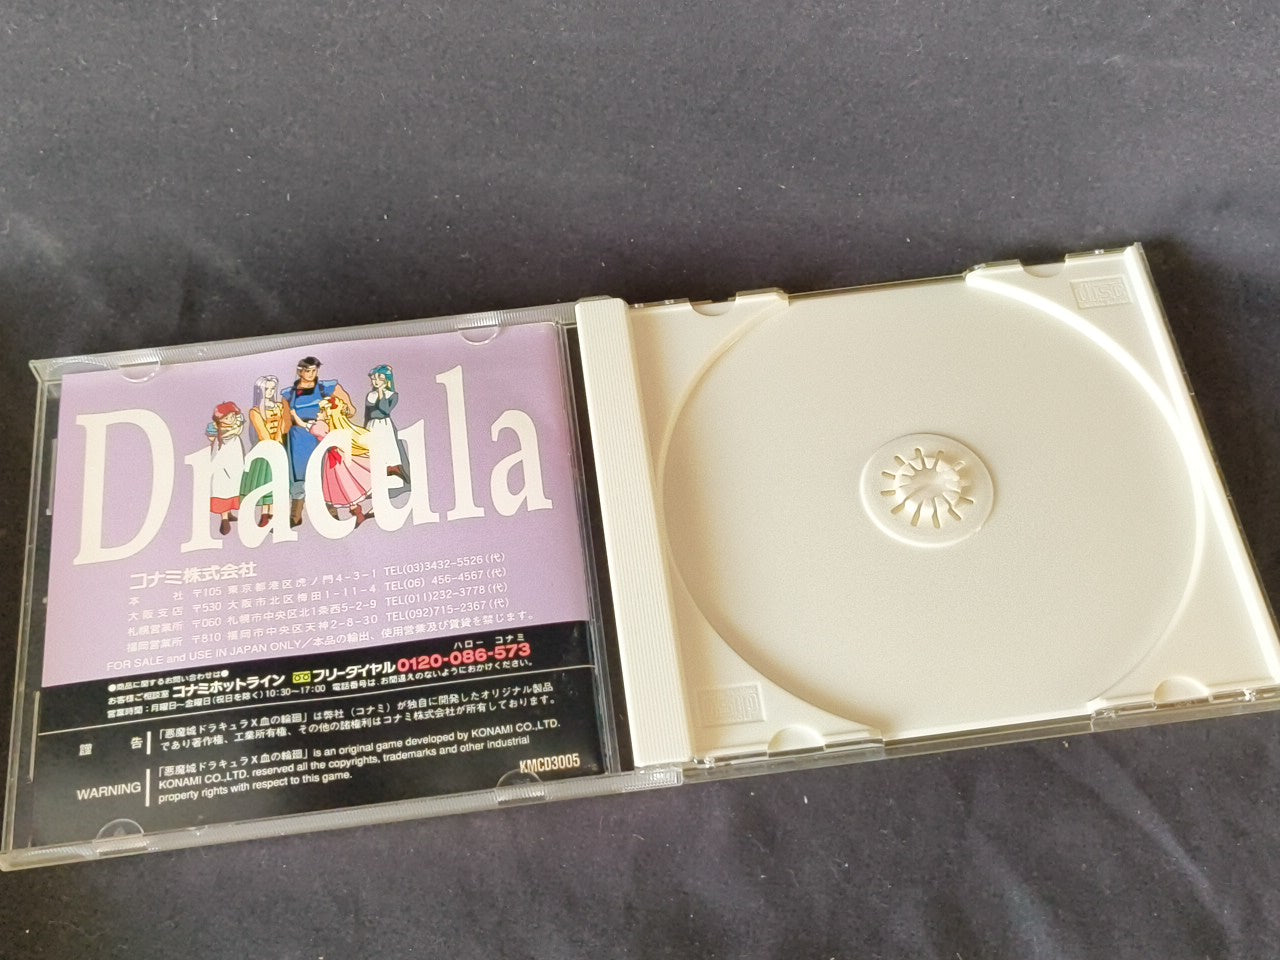 Dracula
コナミ株式会社
本　　社 〒105 東京都港区虎ノ門4-3-1 TEL(03)3432-5526(代)
大阪支店 〒530 大阪市北区梅田1-11-4 TEL(06) 456-4567(代)
札幌営業所 〒060 札幌市中央区北1条西5-2-9 TEL(011)232-3778(代)
福岡営業所 〒810 福岡市中央区天神2-8-30 TEL(092)715-2367(代)
FOR SALE and USE IN JAPAN ONLY／本品の輸出、使用営業及び賃貸を禁じます。
●商品に関するお問い合わせは●
ハロー コナミ
お客様ご相談室 コナミホットライン フリーダイヤル 0120-086-573
営業時間：月曜日〜金曜日(祝日を除く)10:30〜17:00 電話番号は、お間違えのないようにおかけください。
謹　告
「悪魔城ドラキュラX血の輪廻」は弊社（コナミ）が独自に開発したオリジナル製品
であり著作権、工業所有権、その他の諸権利はコナミ株式会社が所有しております。
WARNING
「悪魔城ドラキュラX血の輪廻」is an original game developed by KONAMI CO.,LTD.
KONAMI CO.,LTD. reserved all the copyrights, trademarks and other industrial
property rights with respect to this game.
KMCD3005
disc